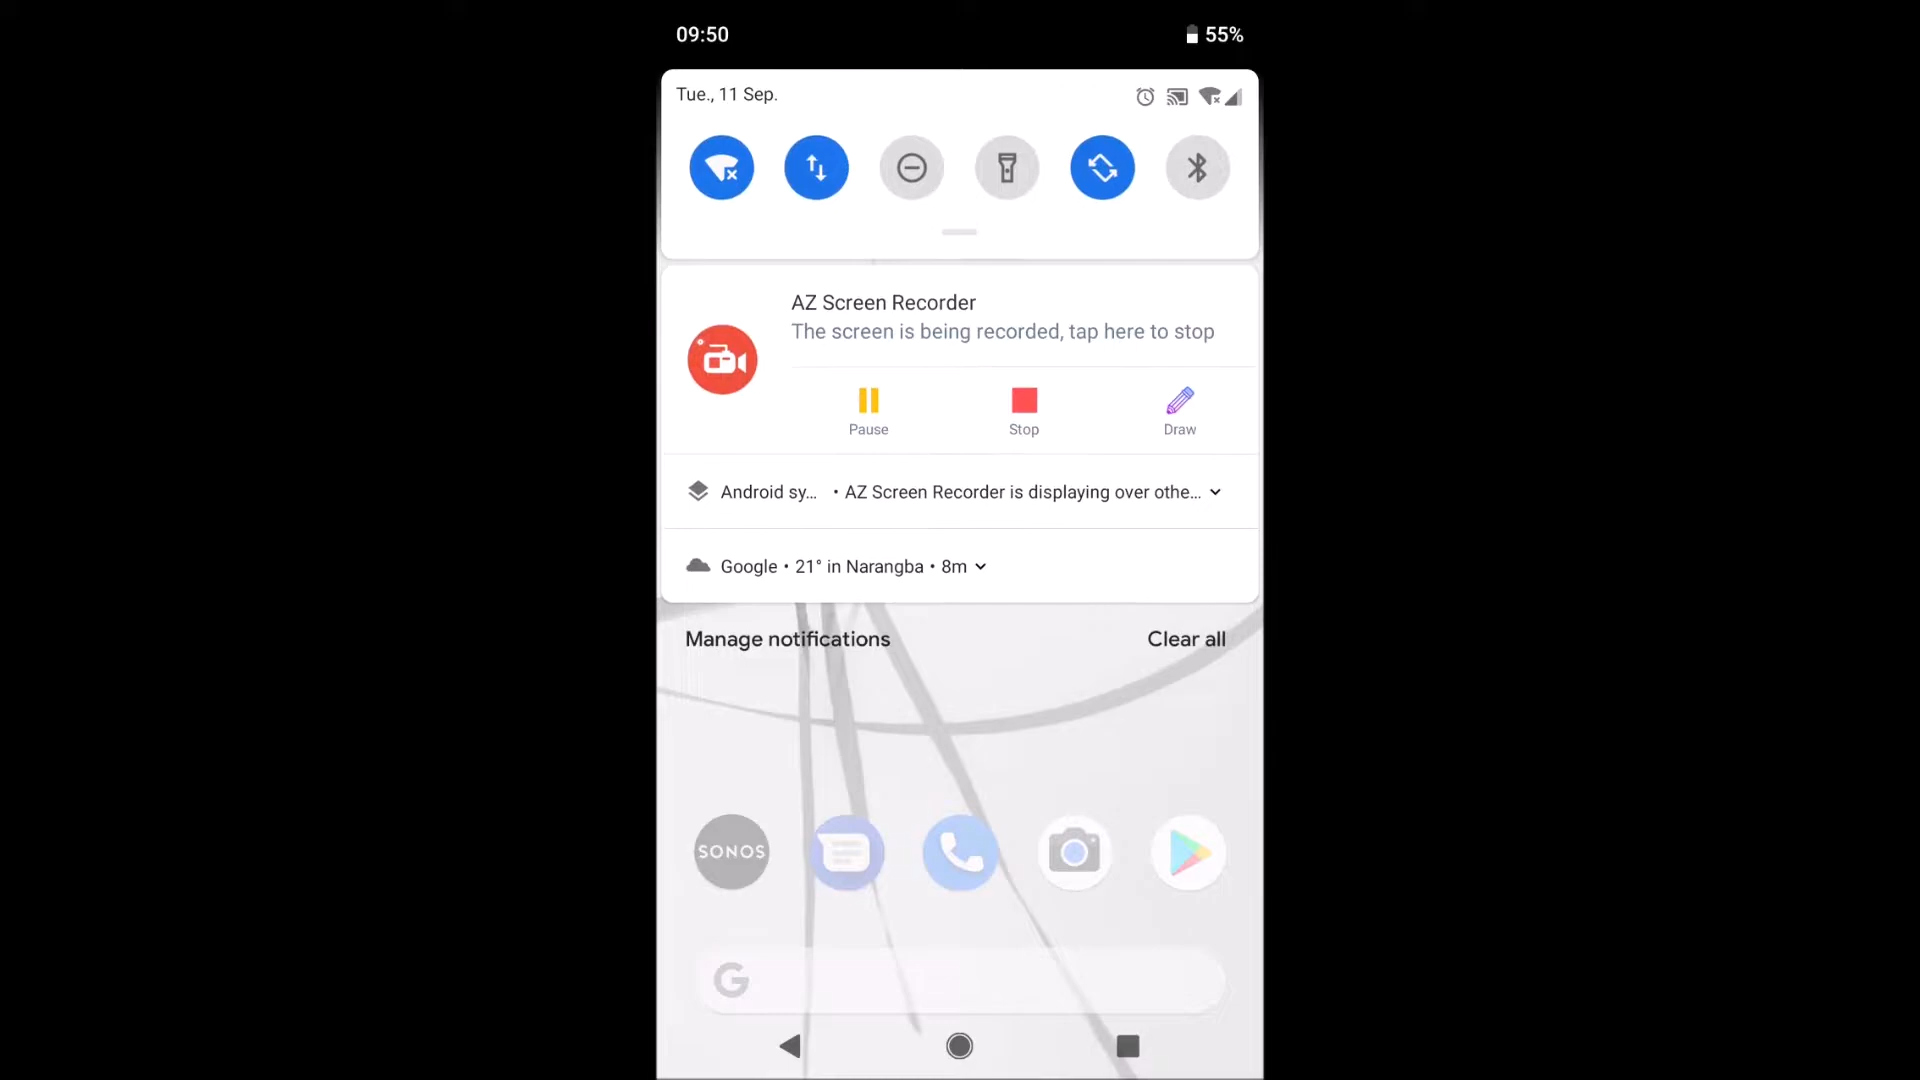 09:50 55%
Tue., 11 Sep.
AZ Screen Recorder
The screen is being recorded, tap here to stop
Pause Stop Draw
Android sy... • AZ Screen Recorder is displaying over othe...
Google • 21° in Narangba • 8m
Manage notifications Clear all
SONOS
G